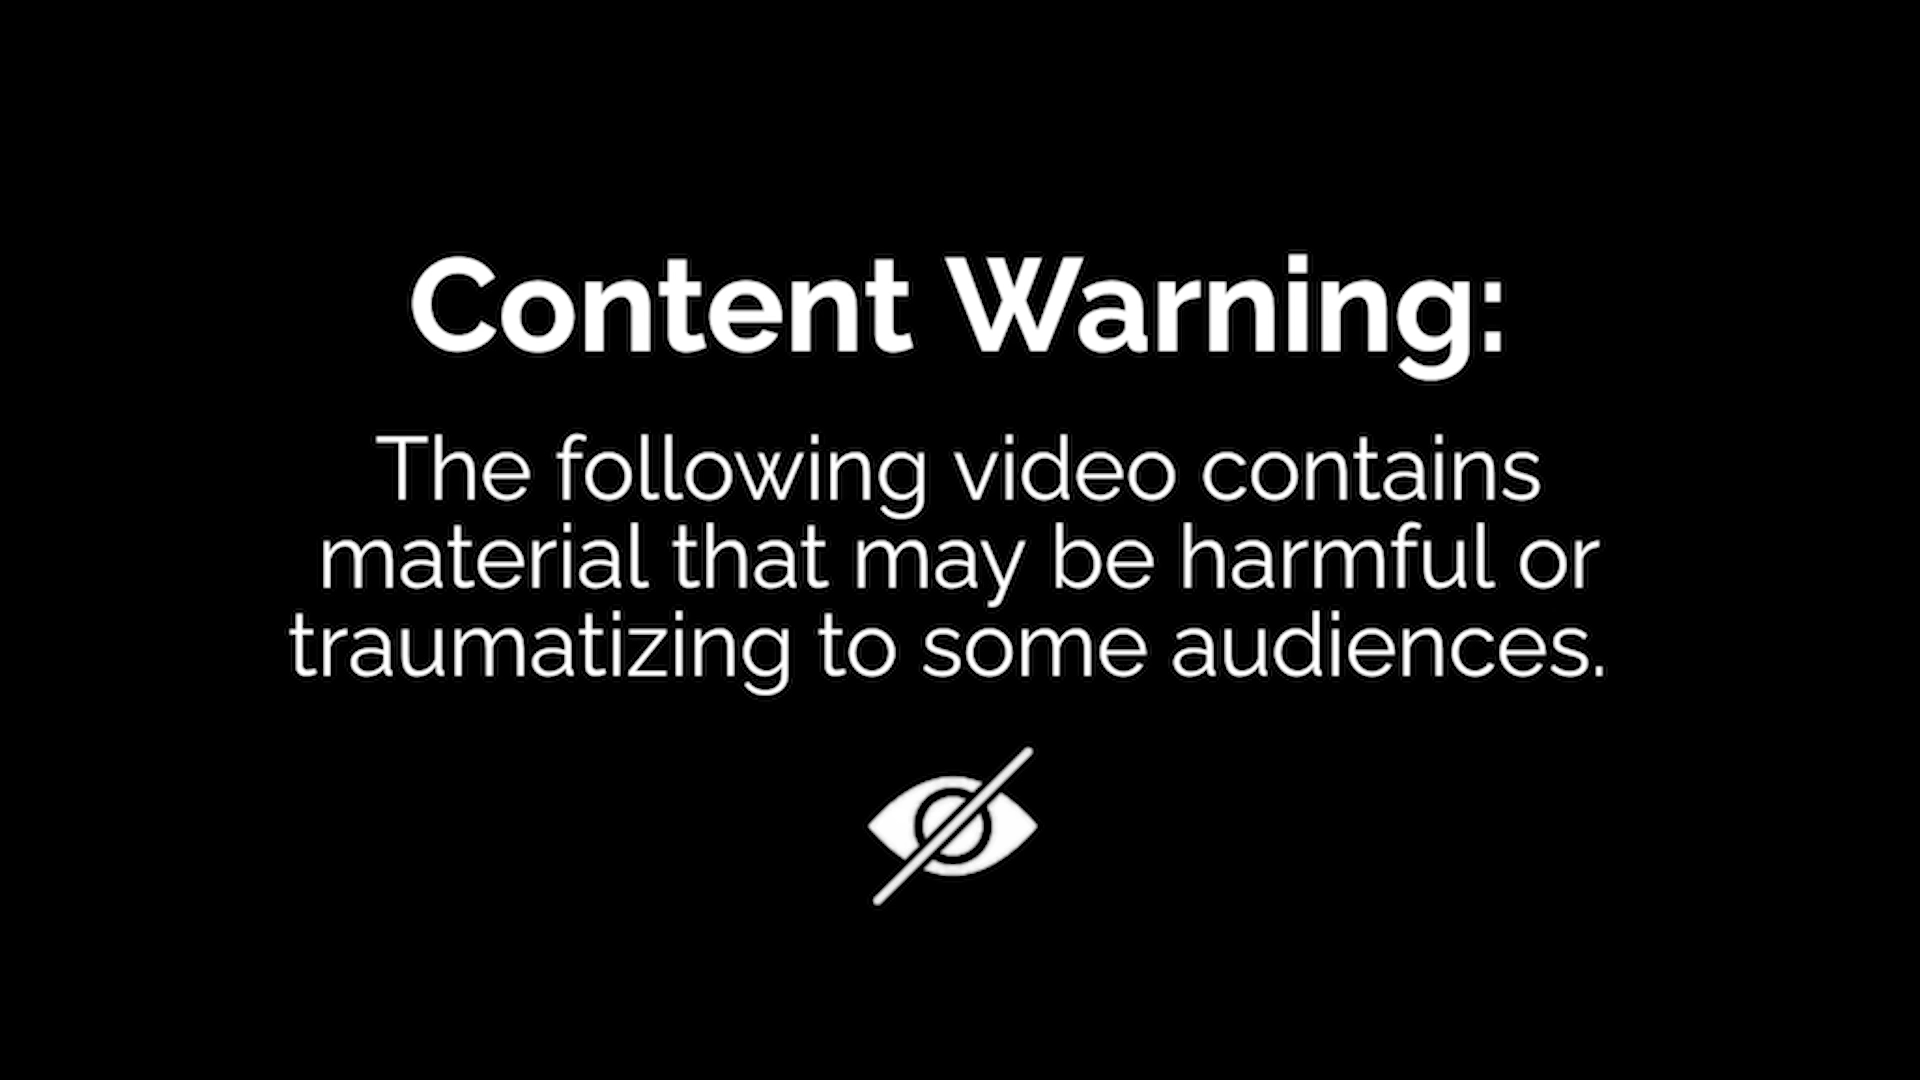 Content Warning:
The following video contains
material that may be harmful or
traumatizing to some audiences.